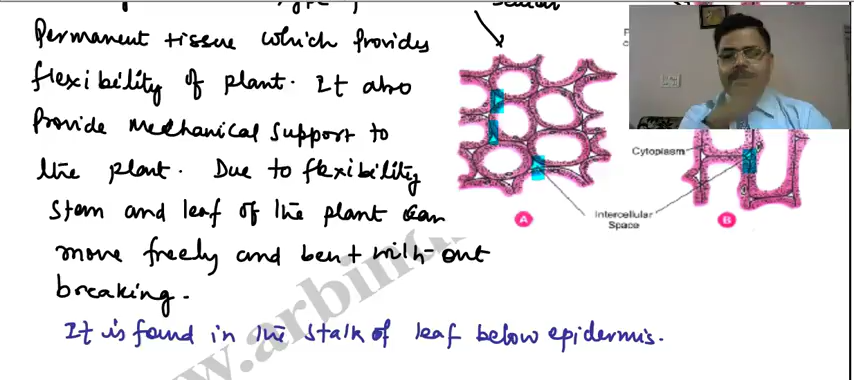 Permanent tissue which Provides
flexibility of plant. It also
Provide Mechanical Support to
the plant. Due to flexibility
Stem and leaf of the plant can
move freely and bent with-out
breaking.
It is found in the stalk of leaf below epidermis.
Cytoplasm
Intercellular
Space
A
B
w.arbin